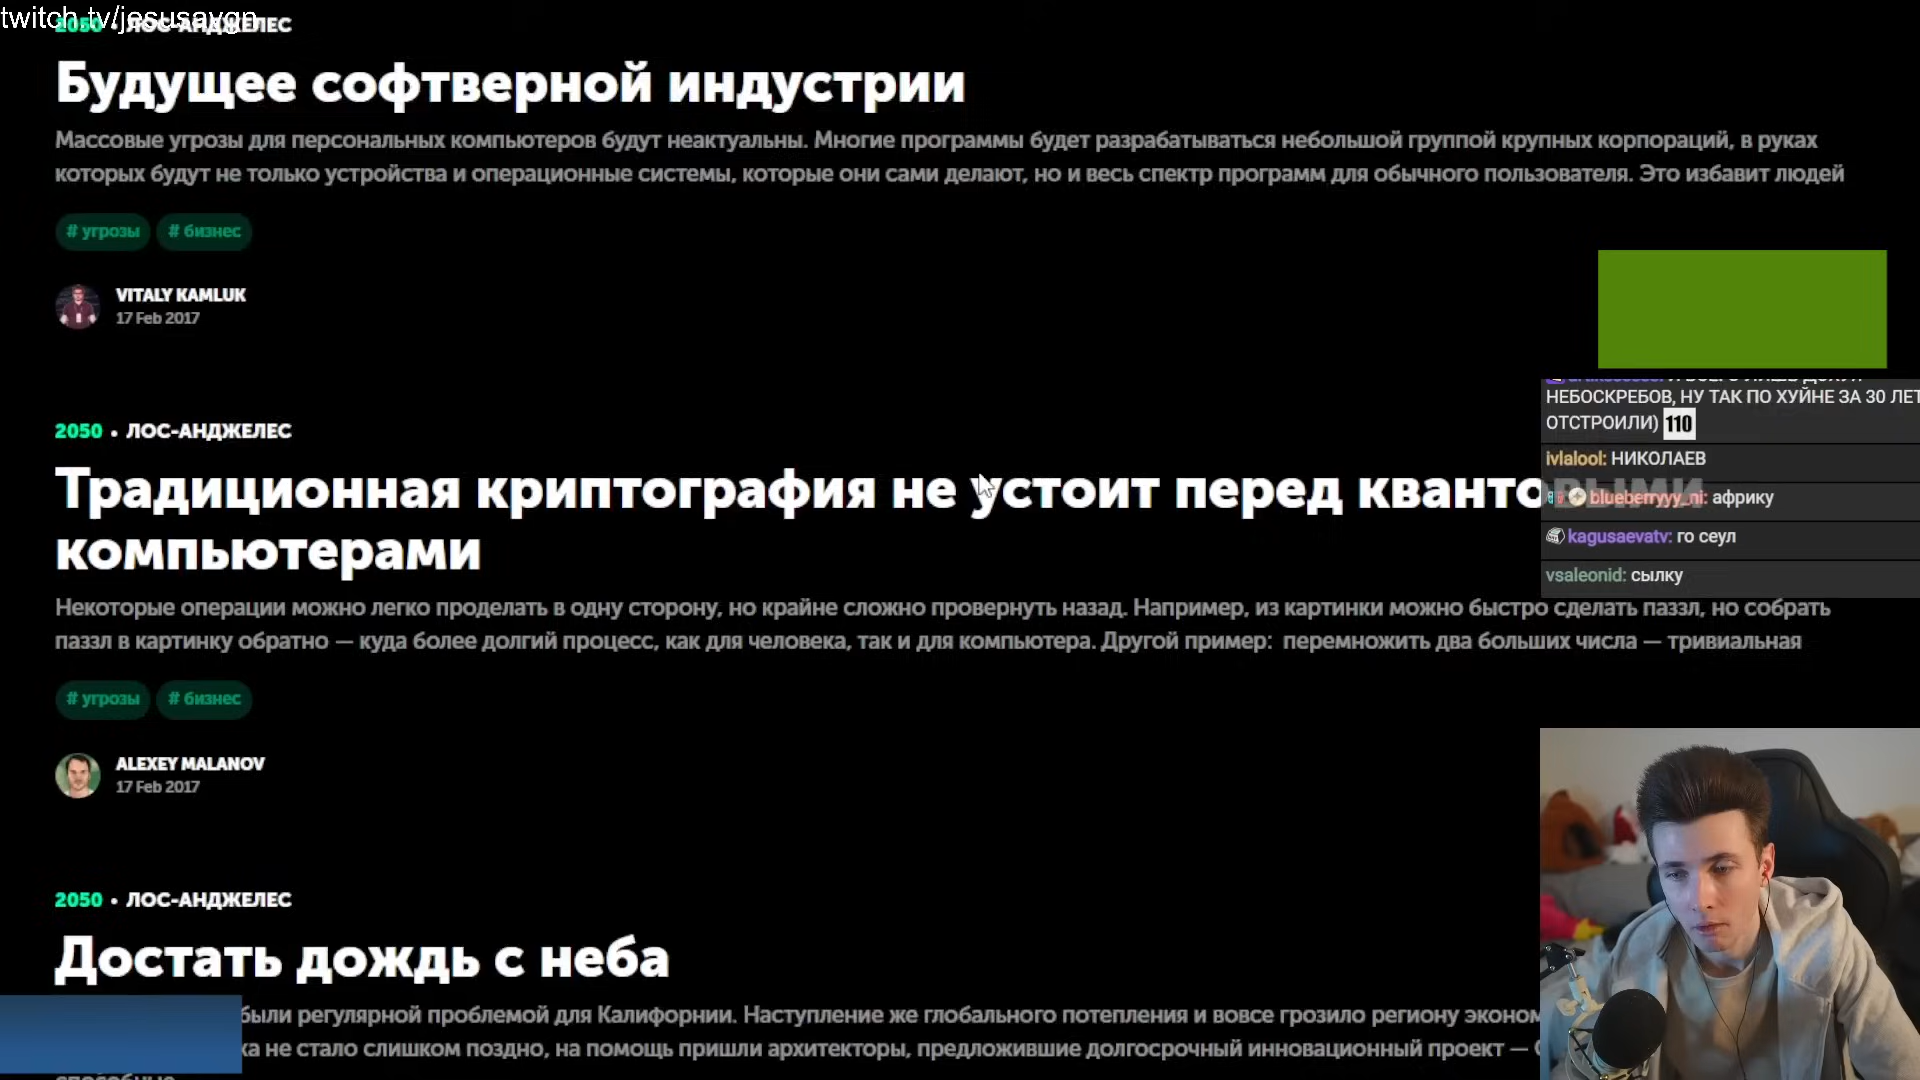 twitch.tv/jesusavgn
2050 • ЛОС-АНДЖЕЛЕС
Будущее софтверной индустрии
Массовые угрозы для персональных компьютеров будут неактуальны. Многие программы будет разрабатываться небольшой группой крупных корпораций, в руках
которых будут не только устройства и операционные системы, которые они сами делают, но и весь спектр программ для обычного пользователя. Это избавит людей
# угрозы # бизнес
VITALY KAMLUK
17 Feb 2017
2050 • ЛОС-АНДЖЕЛЕС
Традиционная криптография не устоит перед квантовыми
компьютерами
Некоторые операции можно легко проделать в одну сторону, но крайне сложно провернуть назад. Например, из картинки можно быстро сделать паззл, но собрать
паззл в картинку обратно — куда более долгий процесс, как для человека, так и для компьютера. Другой пример: перемножить два больших числа — тривиальная
# угрозы # бизнес
ALEXEY MALANOV
17 Feb 2017
2050 • ЛОС-АНДЖЕЛЕС
Достать дождь с неба
были регулярной проблемой для Калифорнии. Наступление же глобального потепления и вовсе грозило региону эконом
ка не стало слишком поздно, на помощь пришли архитекторы, предложившие долгосрочный инновационный проект —
НЕБОСКРЕБОВ, НУ ТАК ПО ХУЙНЕ ЗА 30 ЛЕТ
ОТСТРОИЛИ) 110
ivlalool: НИКОЛАЕВ
blueberryyy_ni: африку
kagusaevatv: го сеул
vsaleonid: сылку